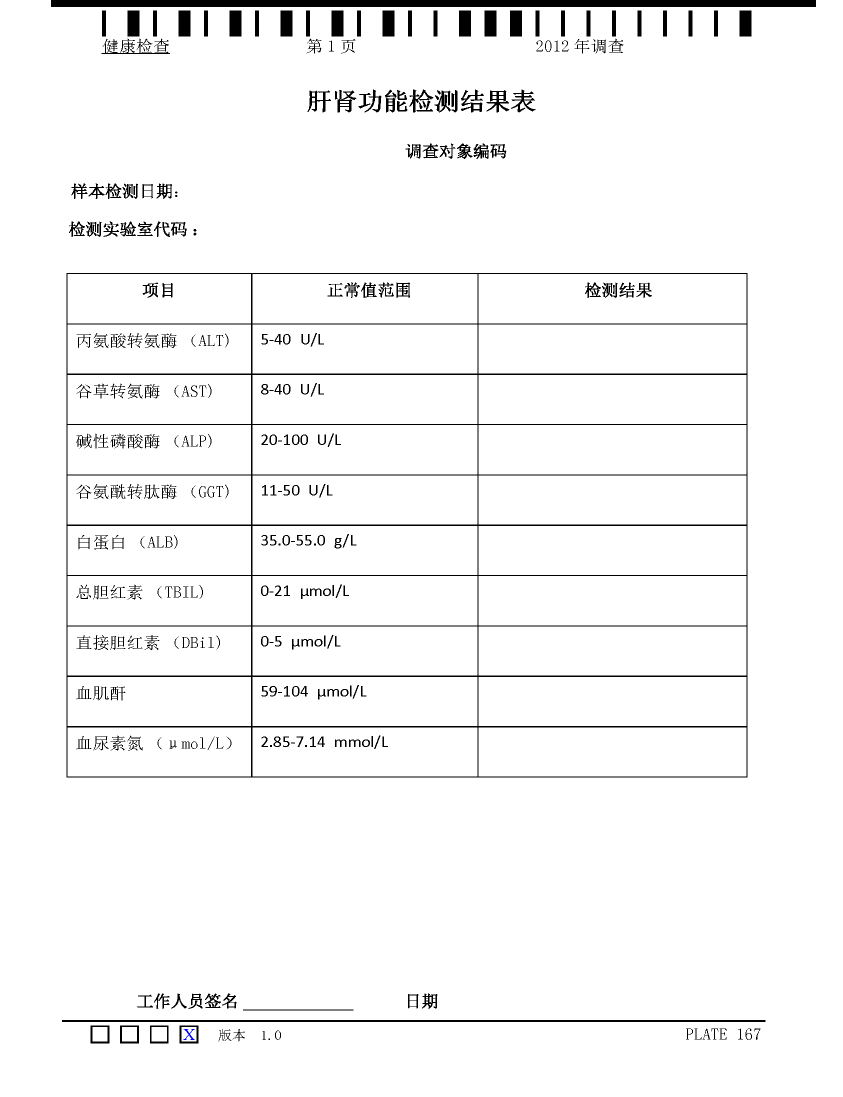 健康检查 第 1 页 2012 年调查
肝肾功能检测结果表
调查对象编码
样本检测日期:
检测实验室代码：
项目 正常值范围 检测结果
丙氨酸转氨酶 （ALT） 5-40 U/L
谷草转氨酶 （AST） 8-40 U/L
碱性磷酸酶 （ALP） 20-100 U/L
谷氨酰转肽酶 （GGT） 11-50 U/L
白蛋白 （ALB） 35.0-55.0 g/L
总胆红素 （TBIL） 0-21 μmol/L
直接胆红素 （DBil） 0-5 μmol/L
血肌酐 59-104 μmol/L
血尿素氮 （μmol/L） 2.85-7.14 mmol/L
工作人员签名 日期
X 版本 1.0 PLATE 167